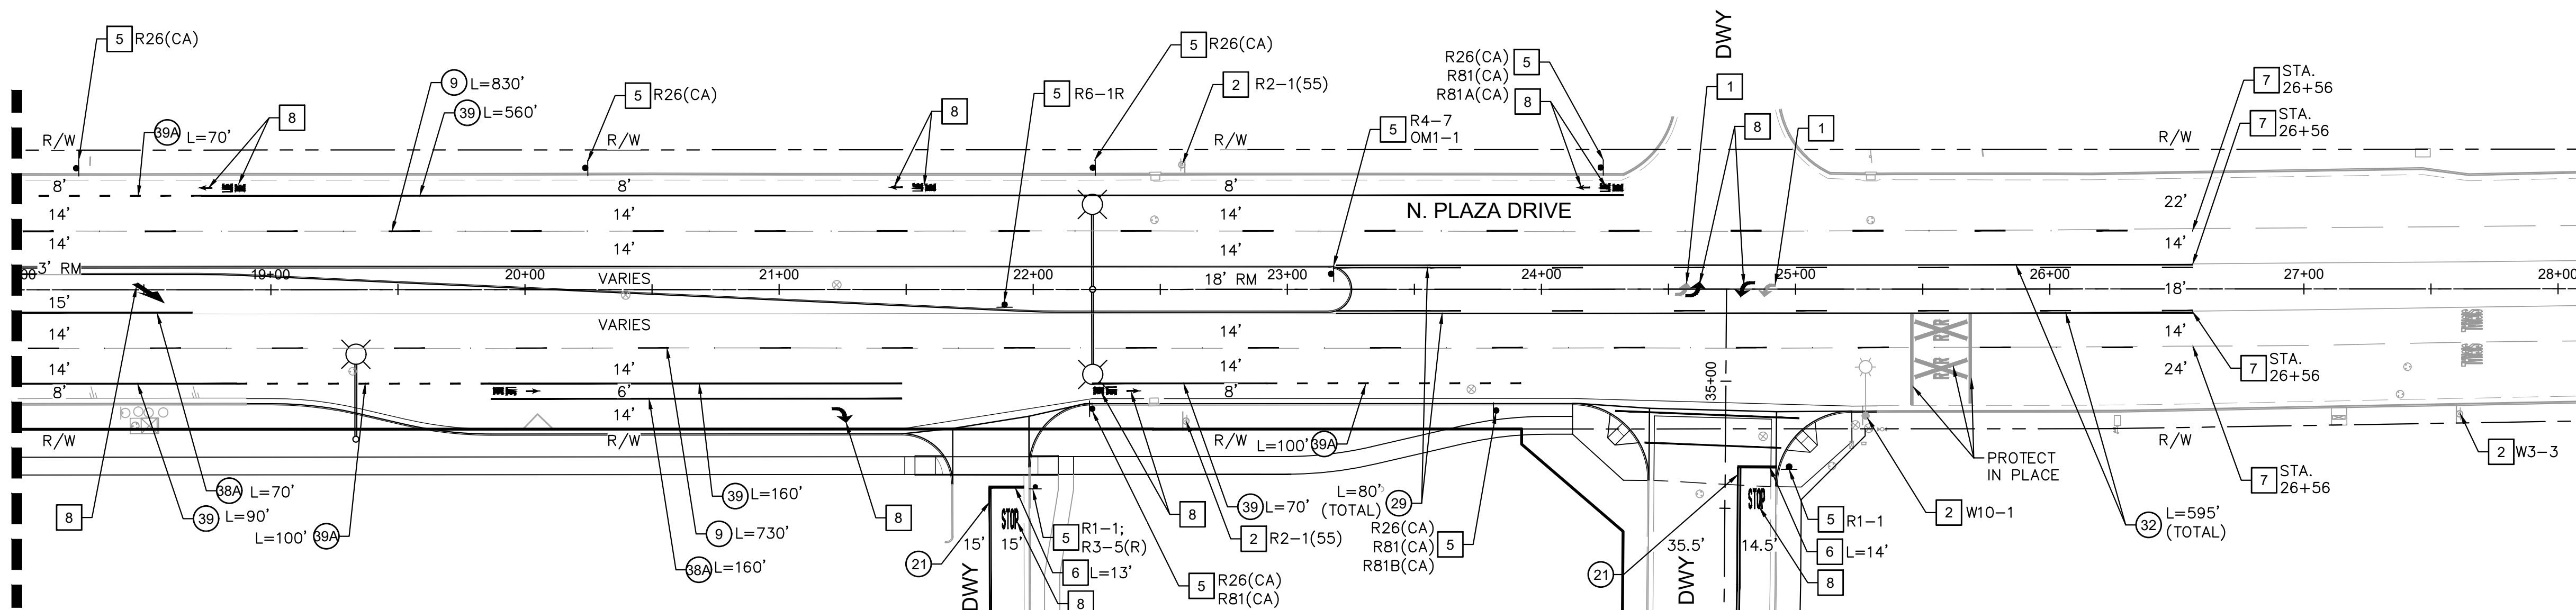 DWY
5 R26(CA)
5 R26(CA)
R26(CA) 5
R81(CA)
R81A(CA) 8
7 STA.
26+56
9 L=830'
39 L=560'
5 R26(CA)
5 R6-1R
2 R2-1(55)
1
7 STA.
26+56
39A L=70'
8
8
5 R4-7
OM1-1
8
1
R/W
R/W
R/W
R/W
8'
8'
8'
14'
14'
14'
N. PLAZA DRIVE
22'
14'
14'
14'
14'
3' RM
00
19+00
20+00
VARIES
21+00
22+00
18' RM
23+00
24+00
25+00
26+00
18'
27+00
28+00
15'
14'
VARIES
14'
14'
RXR
RXR
14'
14'
14'
24'
7 STA.
26+56
8'
6'
8'
35+00
14'
R/W
R/W
R/W
L=100' 39A
R/W
PROTECT
IN PLACE
2 W3-3
7 STA.
26+56
8
38A L=70'
39 L=90'
L=100' 39A
39 L=160'
9 L=730'
38A L=160'
8
STOP
15'
15'
21
DWY
5 R1-1;
R3-5(R)
6 L=13'
8
8
39 L=70'
2 R2-1(55)
5 R26(CA)
R81(CA)
L=80'
(TOTAL) 29
R26(CA)
R81(CA) 5
R81B(CA)
STOP
35.5'
14.5'
21
DWY
5 R1-1
6 L=14'
8
2 W10-1
32 L=595'
(TOTAL)